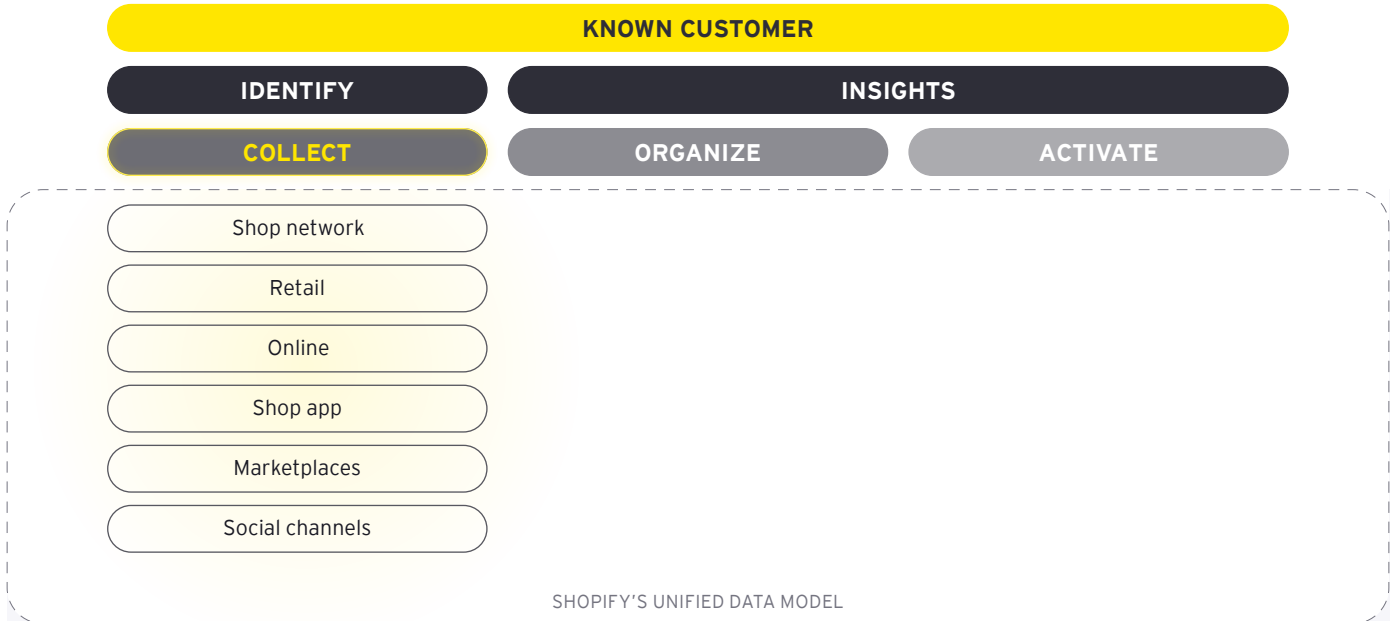 KNOWN CUSTOMER
IDENTIFY
INSIGHTS
COLLECT
ORGANIZE
ACTIVATE
Shop network
Retail
Online
Shop app
Marketplaces
Social channels
SHOPIFY’S UNIFIED DATA MODEL